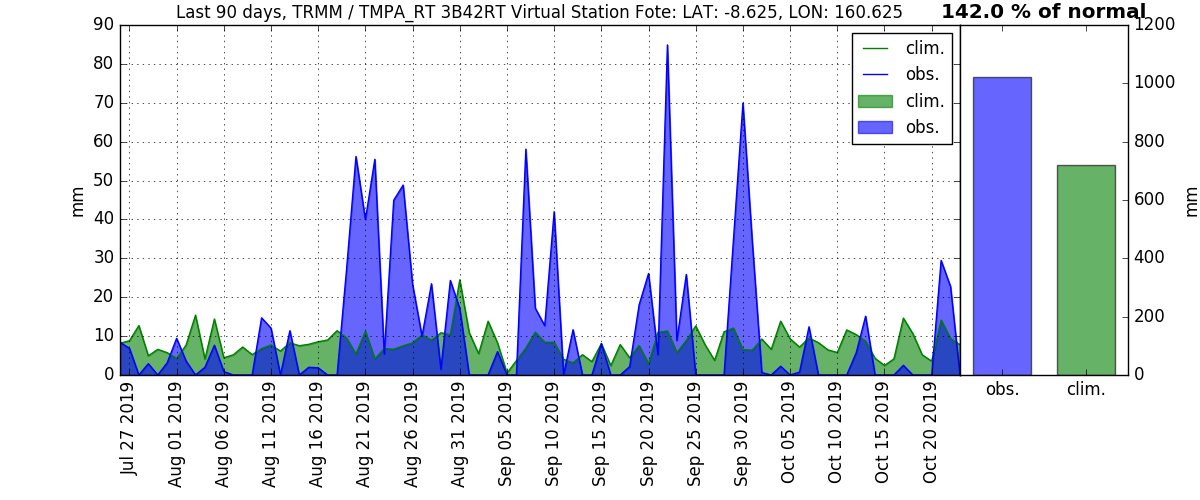 Last 90 days, TRMM / TMPA_RT 3B42RT Virtual Station Fote: LAT: -8.625, LON: 160.625
142.0 % of normal
90
80
70
60
50
40
30
20
10
0
mm
clim.
obs.
clim.
obs.
1200
1000
800
600
400
200
0
mm
Jul 27 2019
Aug 01 2019
Aug 06 2019
Aug 11 2019
Aug 16 2019
Aug 21 2019
Aug 26 2019
Aug 31 2019
Sep 05 2019
Sep 10 2019
Sep 15 2019
Sep 20 2019
Sep 25 2019
Sep 30 2019
Oct 05 2019
Oct 10 2019
Oct 15 2019
Oct 20 2019
obs.
clim.